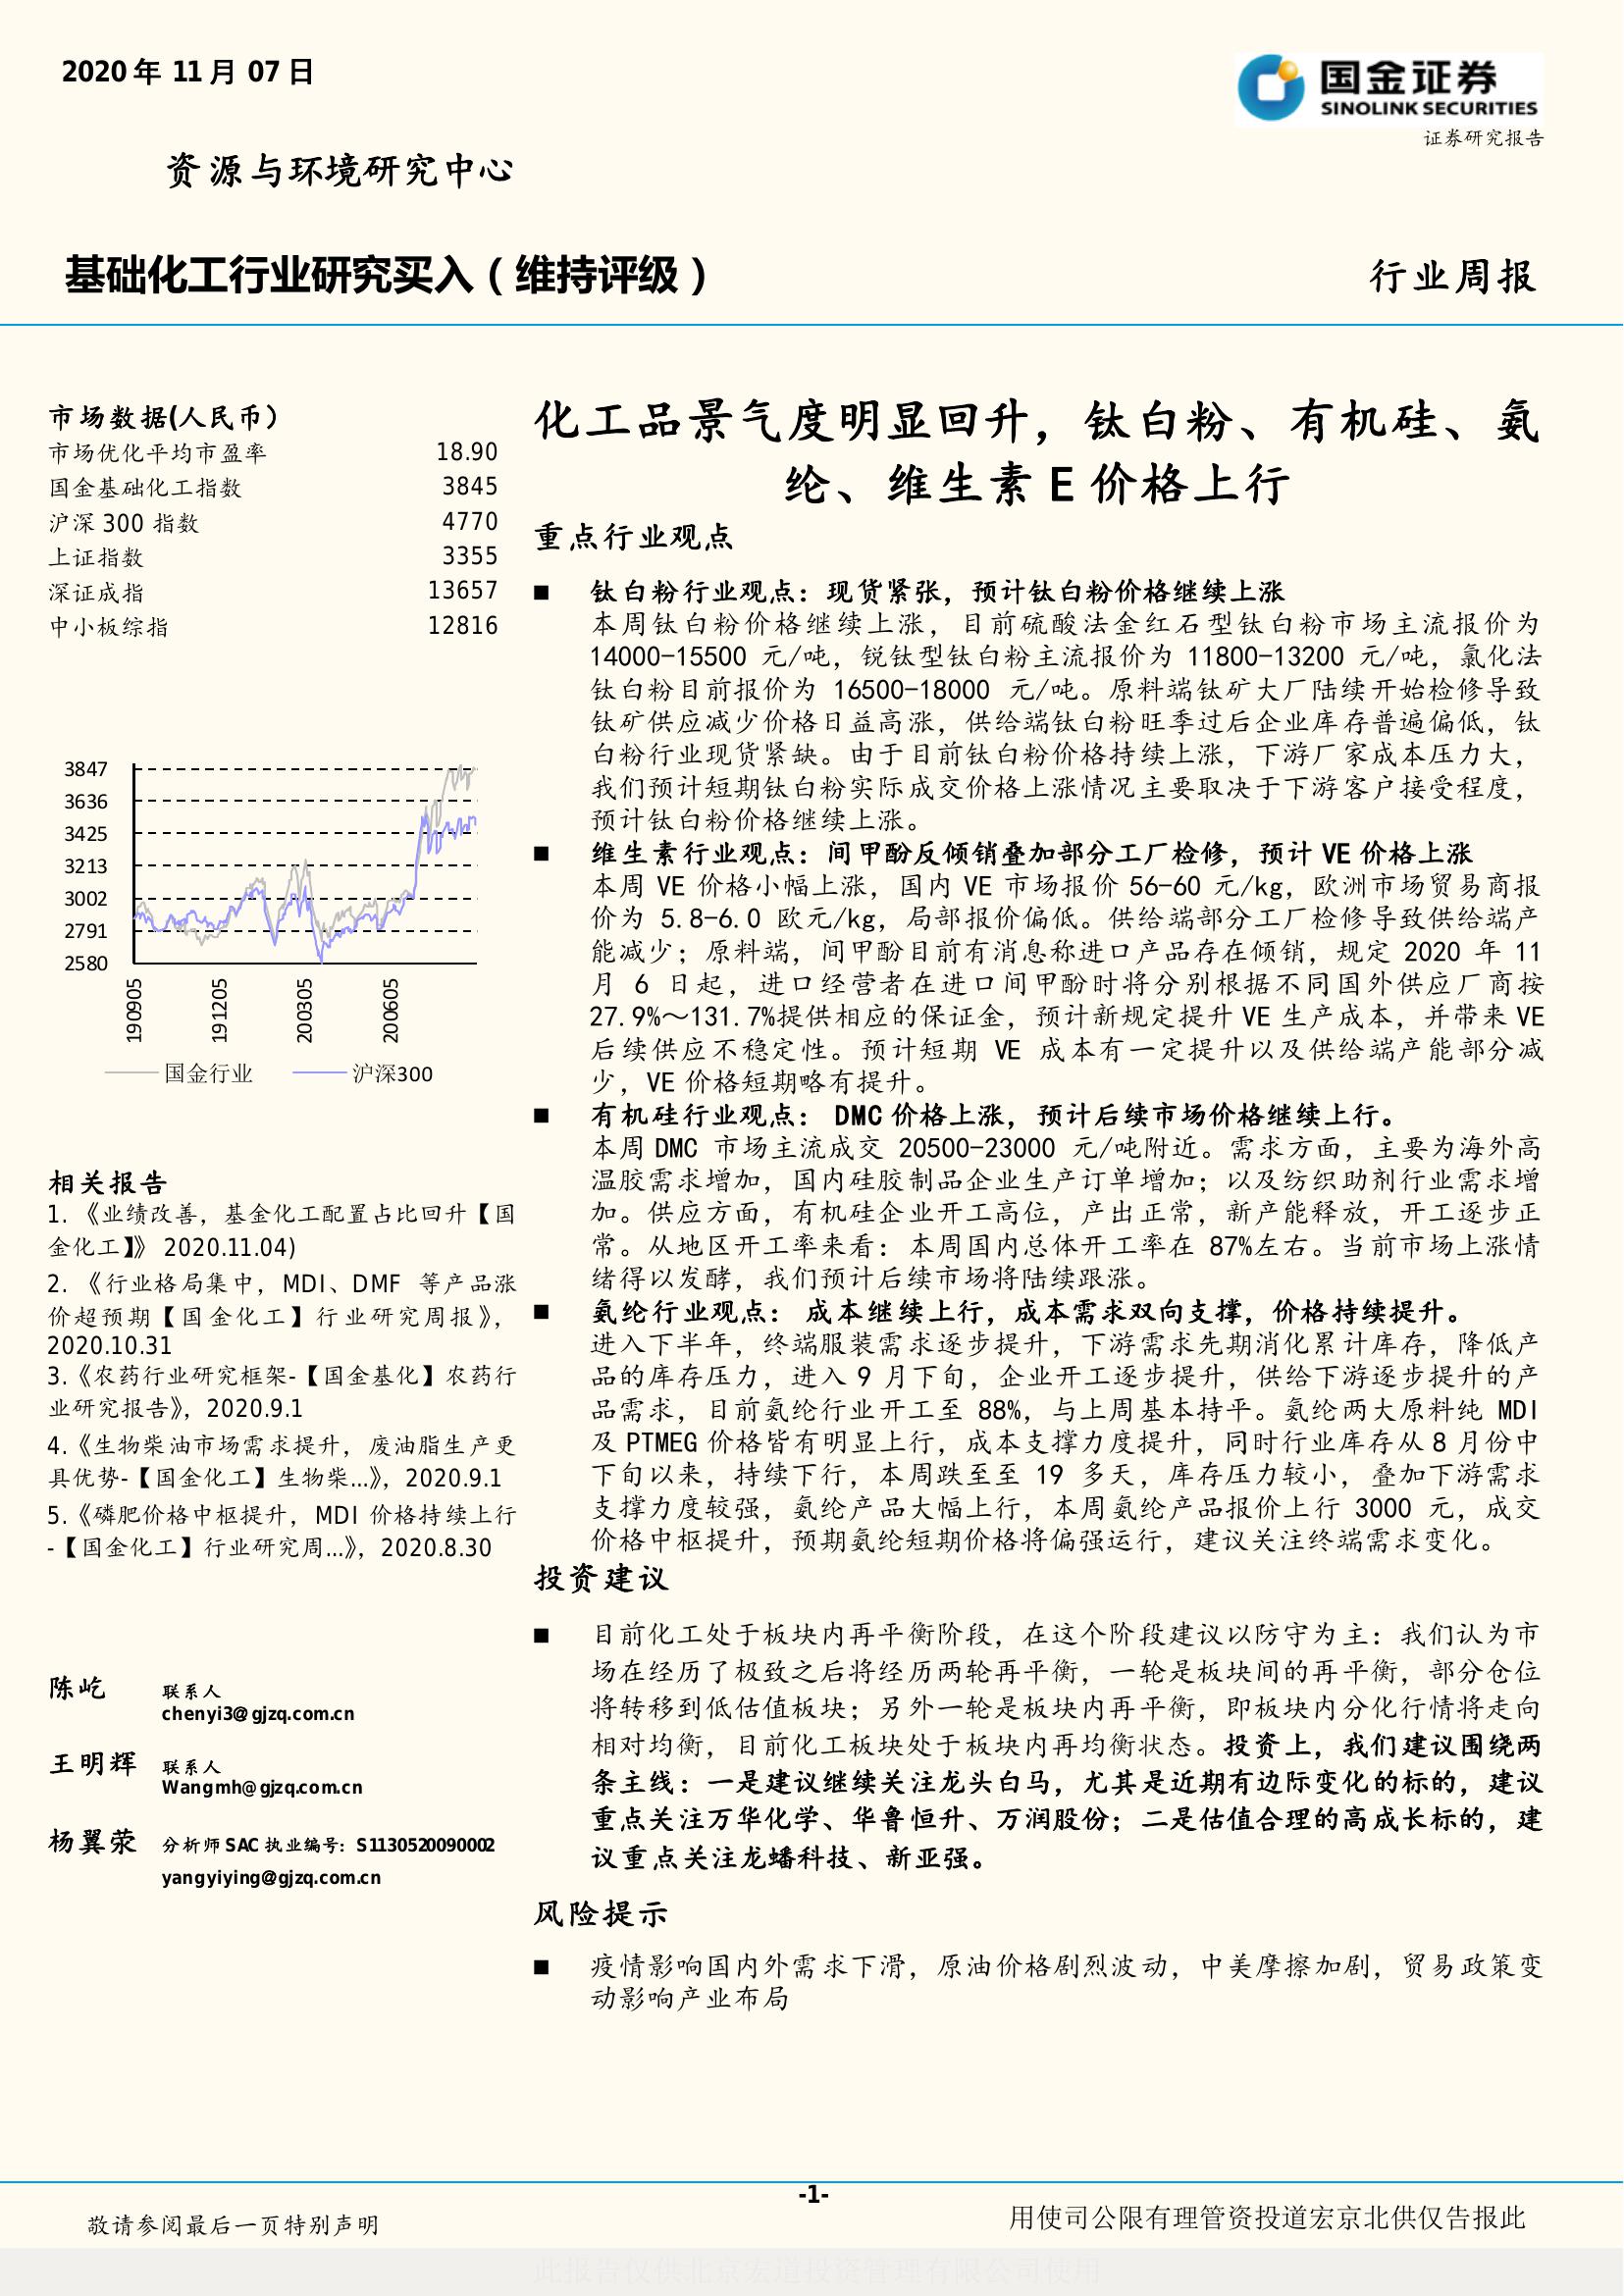 2020 年 11 月 07 日
国金证券
SINOLINK SECURITIES
证券研究报告
资源与环境研究中心
基础化工行业研究买入（维持评级）
行业周报
市场数据(人民币）
市场优化平均市盈率 18.90
国金基础化工指数 3845
沪深 300 指数 4770
上证指数 3355
深证成指 13657
中小板综指 12816
3847
3636
3425
3213
3002
2791
2580
190905
191205
200305
200605
国金行业 沪深300
相关报告
1. 《业绩改善，基金化工配置占比回升【国
金化工】》 2020.11.04)
2. 《行业格局集中，MDI、DMF 等产品涨
价超预期【国金化工】行业研究周报》，
2020.10.31
3.《农药行业研究框架-【国金基化】农药行
业研究报告》，2020.9.1
4.《生物柴油市场需求提升，废油脂生产更
具优势-【国金化工】生物柴...》，2020.9.1
5.《磷肥价格中枢提升，MDI 价格持续上行
-【国金化工】行业研究周...》，2020.8.30
陈屹 联系人
chenyi3@gjzq.com.cn
王明辉 联系人
Wangmh@gjzq.com.cn
杨翼荥 分析师 SAC 执业编号：S1130520090002
yangyiying@gjzq.com.cn
化工品景气度明显回升，钛白粉、有机硅、氨
纶、维生素 E 价格上行
重点行业观点
■ 钛白粉行业观点：现货紧张，预计钛白粉价格继续上涨
本周钛白粉价格继续上涨，目前硫酸法金红石型钛白粉市场主流报价为
14000-15500 元/吨，锐钛型钛白粉主流报价为 11800-13200 元/吨，氯化法
钛白粉目前报价为 16500-18000 元/吨。原料端钛矿大厂陆续开始检修导致
钛矿供应减少价格日益高涨，供给端钛白粉旺季过后企业库存普遍偏低，钛
白粉行业现货紧缺。由于目前钛白粉价格持续上涨，下游厂家成本压力大，
我们预计短期钛白粉实际成交价格上涨情况主要取决于下游客户接受程度，
预计钛白粉价格继续上涨。
■ 维生素行业观点：间甲酚反倾销叠加部分工厂检修，预计 VE 价格上涨
本周 VE 价格小幅上涨，国内 VE 市场报价 56-60 元/kg，欧洲市场贸易商报
价为 5.8-6.0 欧元/kg，局部报价偏低。供给端部分工厂检修导致供给端产
能减少；原料端，间甲酚目前有消息称进口产品存在倾销，规定 2020 年 11
月 6 日起，进口经营者在进口间甲酚时将分别根据不同国外供应厂商按
27.9%～131.7%提供相应的保证金，预计新规定提升 VE 生产成本，并带来 VE
后续供应不稳定性。预计短期 VE 成本有一定提升以及供给端产能部分减
少，VE 价格短期略有提升。
■ 有机硅行业观点： DMC 价格上涨，预计后续市场价格继续上行。
本周 DMC 市场主流成交 20500-23000 元/吨附近。需求方面，主要为海外高
温胶需求增加，国内硅胶制品企业生产订单增加；以及纺织助剂行业需求增
加。供应方面，有机硅企业开工高位，产出正常，新产能释放，开工逐步正
常。从地区开工率来看：本周国内总体开工率在 87%左右。当前市场上涨情
绪得以发酵，我们预计后续市场将陆续跟涨。
■ 氨纶行业观点： 成本继续上行，成本需求双向支撑，价格持续提升。
进入下半年，终端服装需求逐步提升，下游需求先期消化累计库存，降低产
品的库存压力，进入 9 月下旬，企业开工逐步提升，供给下游逐步提升的产
品需求，目前氨纶行业开工至 88%，与上周基本持平。氨纶两大原料纯 MDI
及 PTMEG 价格皆有明显上行，成本支撑力度提升，同时行业库存从 8 月份中
下旬以来，持续下行，本周跌至至 19 多天，库存压力较小，叠加下游需求
支撑力度较强，氨纶产品大幅上行，本周氨纶产品报价上行 3000 元，成交
价格中枢提升，预期氨纶短期价格将偏强运行，建议关注终端需求变化。
投资建议
■ 目前化工处于板块内再平衡阶段，在这个阶段建议以防守为主：我们认为市
场在经历了极致之后将经历两轮再平衡，一轮是板块间的再平衡，部分仓位
将转移到低估值板块；另外一轮是板块内再平衡，即板块内分化行情将走向
相对均衡，目前化工板块处于板块内再均衡状态。投资上，我们建议围绕两
条主线：一是建议继续关注龙头白马，尤其是近期有边际变化的标的，建议
重点关注万华化学、华鲁恒升、万润股份；二是估值合理的高成长标的，建
议重点关注龙蟠科技、新亚强。
风险提示
■ 疫情影响国内外需求下滑，原油价格剧烈波动，中美摩擦加剧，贸易政策变
动影响产业布局
-1-
敬请参阅最后一页特别声明
用使司公限有理管资投道宏京北供仅告报此
此报告仅供北京宏道投资管理有限公司使用